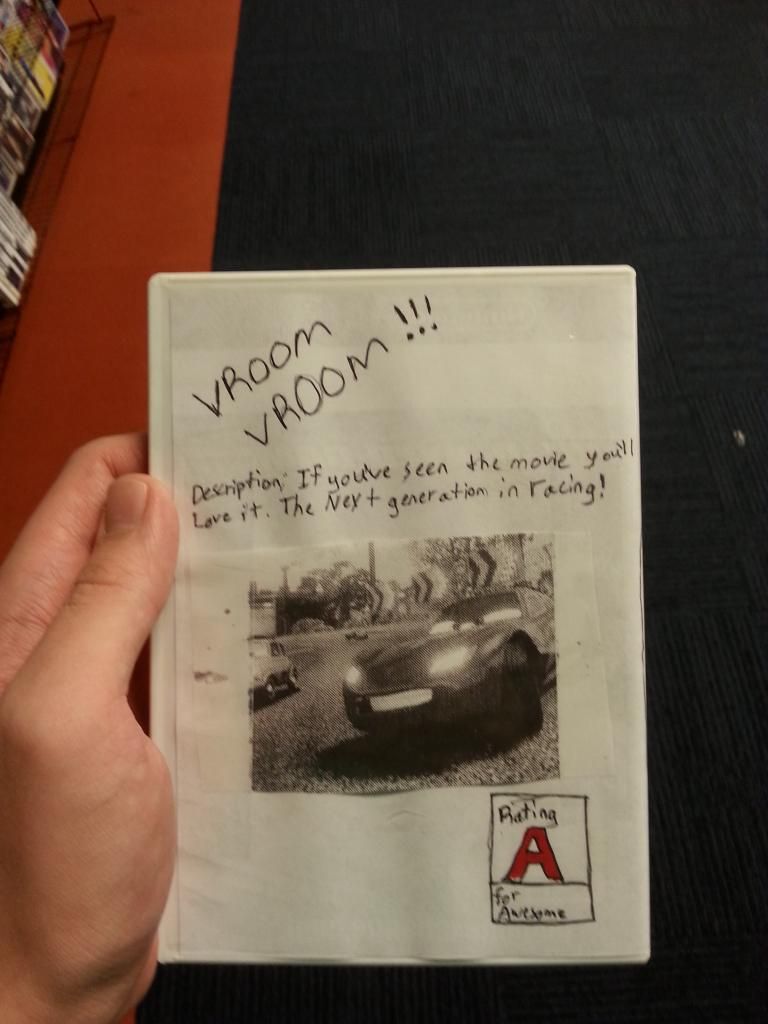 VROOM
VROOM!!!
Description: If you've seen the movie you'll
Love it. The Next generation in racing!
Rating
A
for
Awesome